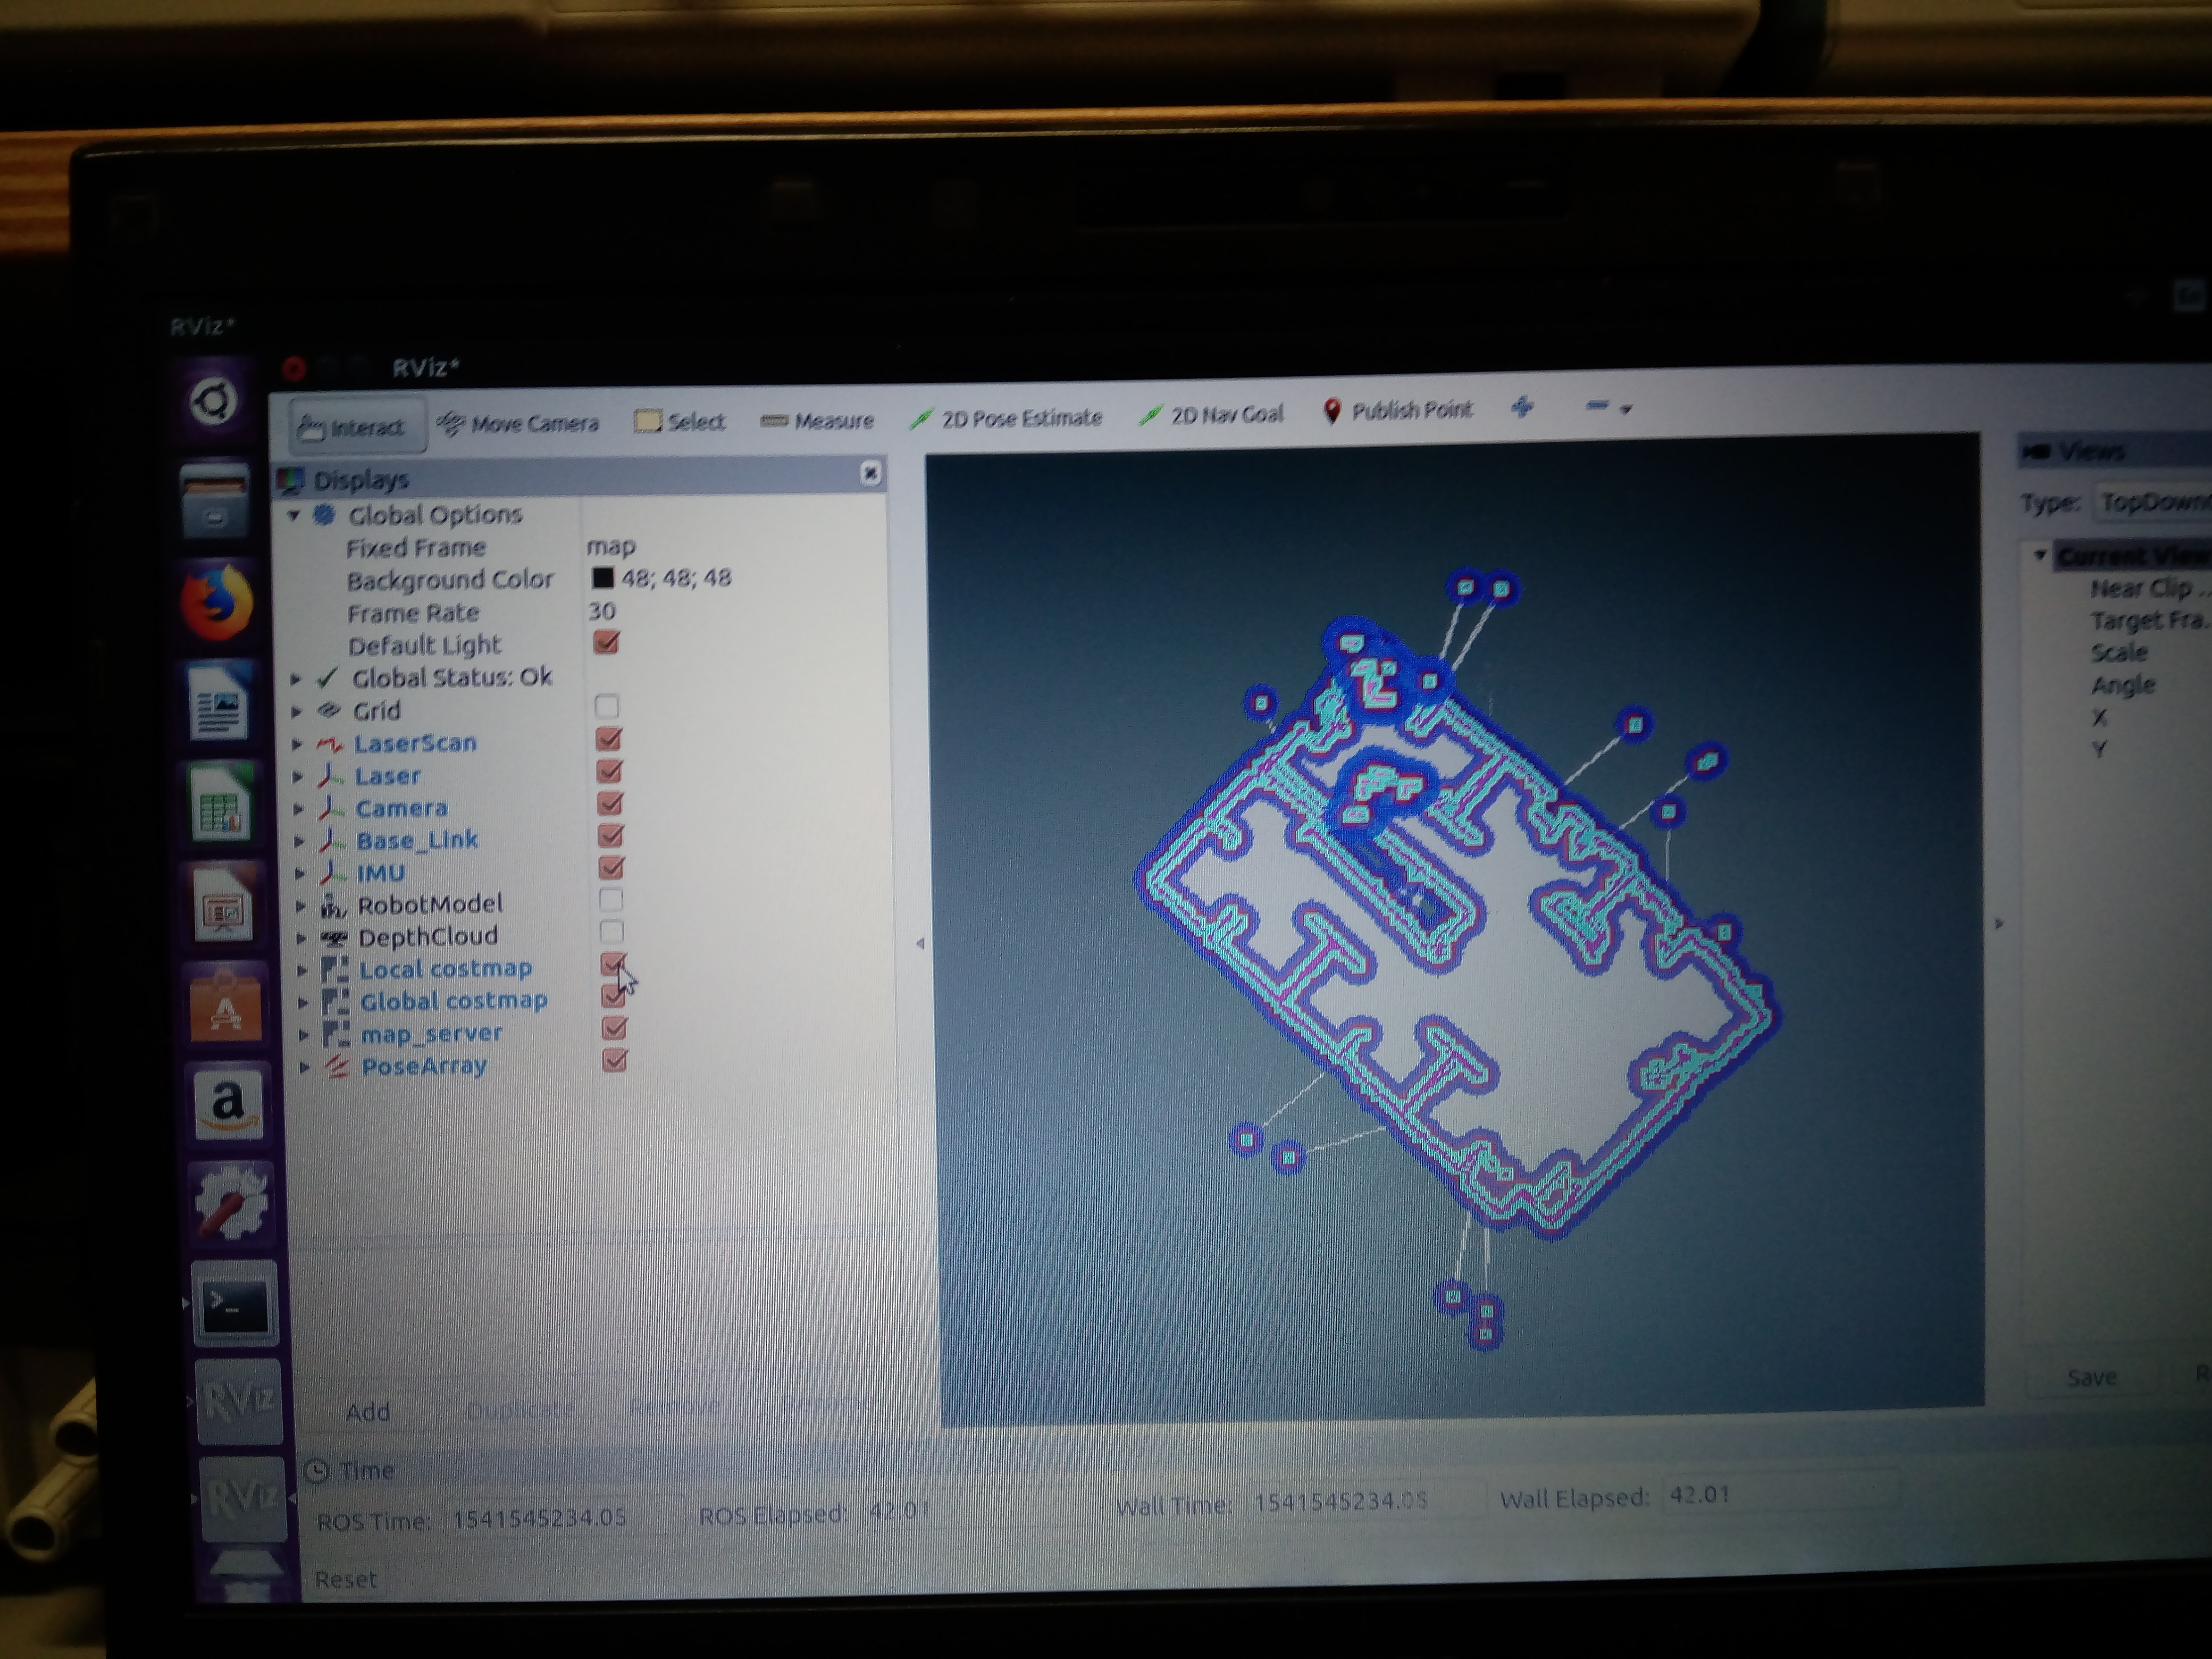 RViz*
RViz*
Interact Move Camera Select Measure 2D Pose Estimate 2D Nav Goal Publish Point
Displays
Global Options
Fixed Frame map
Background Color 48; 48; 48
Frame Rate 30
Default Light
Global Status: Ok
Grid
LaserScan
Laser
Camera
Base_Link
IMU
RobotModel
DepthCloud
Local costmap
Global costmap
map_server
PoseArray
Add Duplicate Remove Rename
Views
Type:
Near Clip ...
Target Fra...
Scale
Angle
X
Y
Save
Time
ROS Time: 1541545234.05 ROS Elapsed: 42.01 Wall Time: 1541545234.05 Wall Elapsed: 42.01
Reset
a
>_
RViz
RViz